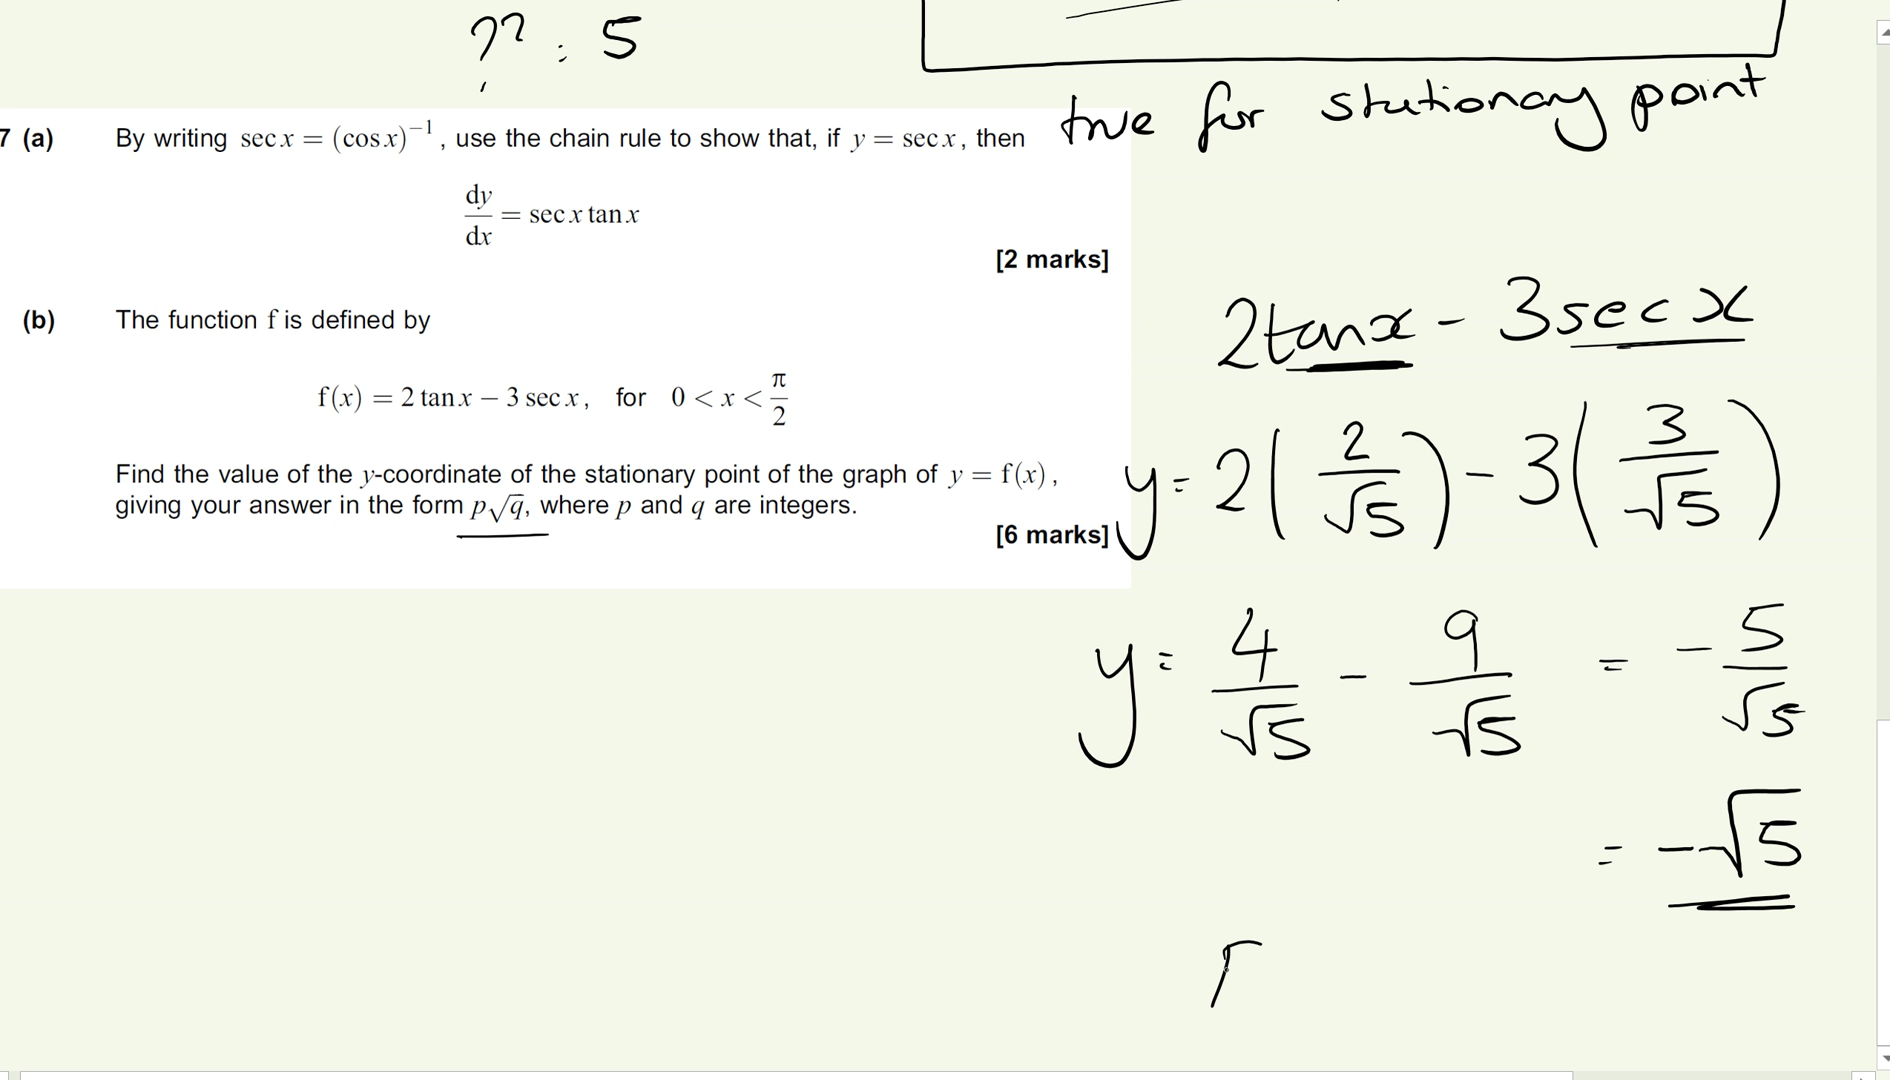 ?? : 5
true for stationary point
7 (a) By writing sec x = (cos x)⁻¹, use the chain rule to show that, if y = sec x, then
dy/dx = sec x tan x
[2 marks]
(b) The function f is defined by
f(x) = 2 tan x − 3 sec x, for 0 < x < π/2
Find the value of the y-coordinate of the stationary point of the graph of y = f(x),
giving your answer in the form p√q, where p and q are integers.
[6 marks]
2tanx - 3secx
y = 2(2/√5) - 3(3/√5)
y = 4/√5 - 9/√5 = -5/√5
= -√5